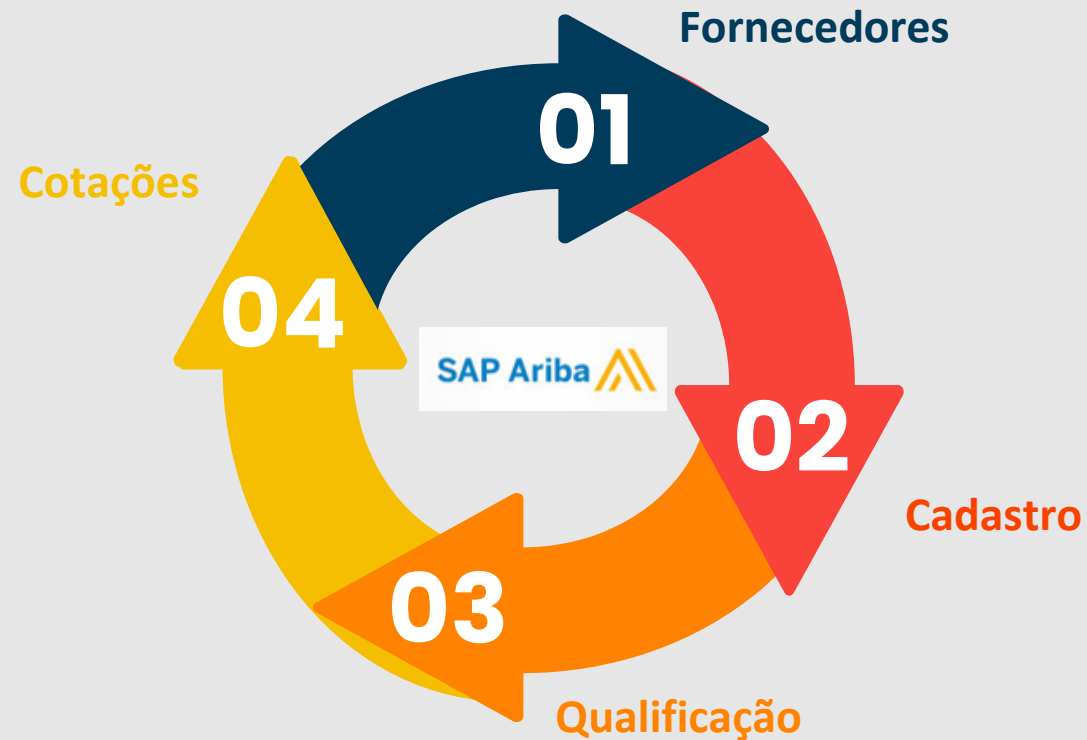 Fornecedores
01
Cotações
04
SAP Ariba
02
Cadastro
03
Qualificação